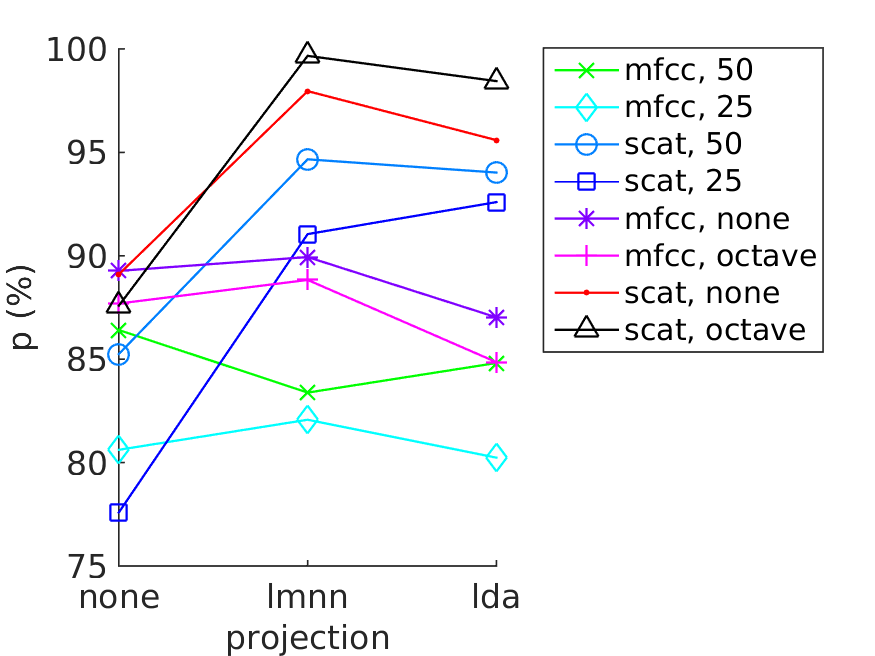 100
95
90
85
80
75
p (%)
none
lmnn
lda
projection
mfcc, 50
mfcc, 25
scat, 50
scat, 25
mfcc, none
mfcc, octave
scat, none
scat, octave